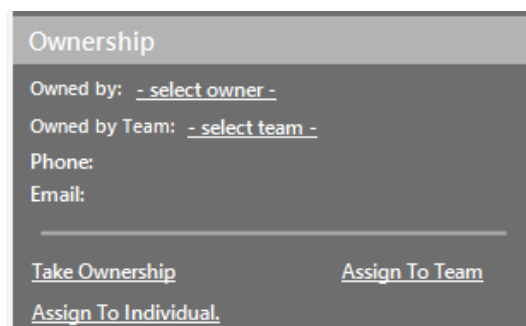 Ownership
Owned by: - select owner -
Owned by Team: - select team -
Phone:
Email:
Take Ownership Assign To Team
Assign To Individual.